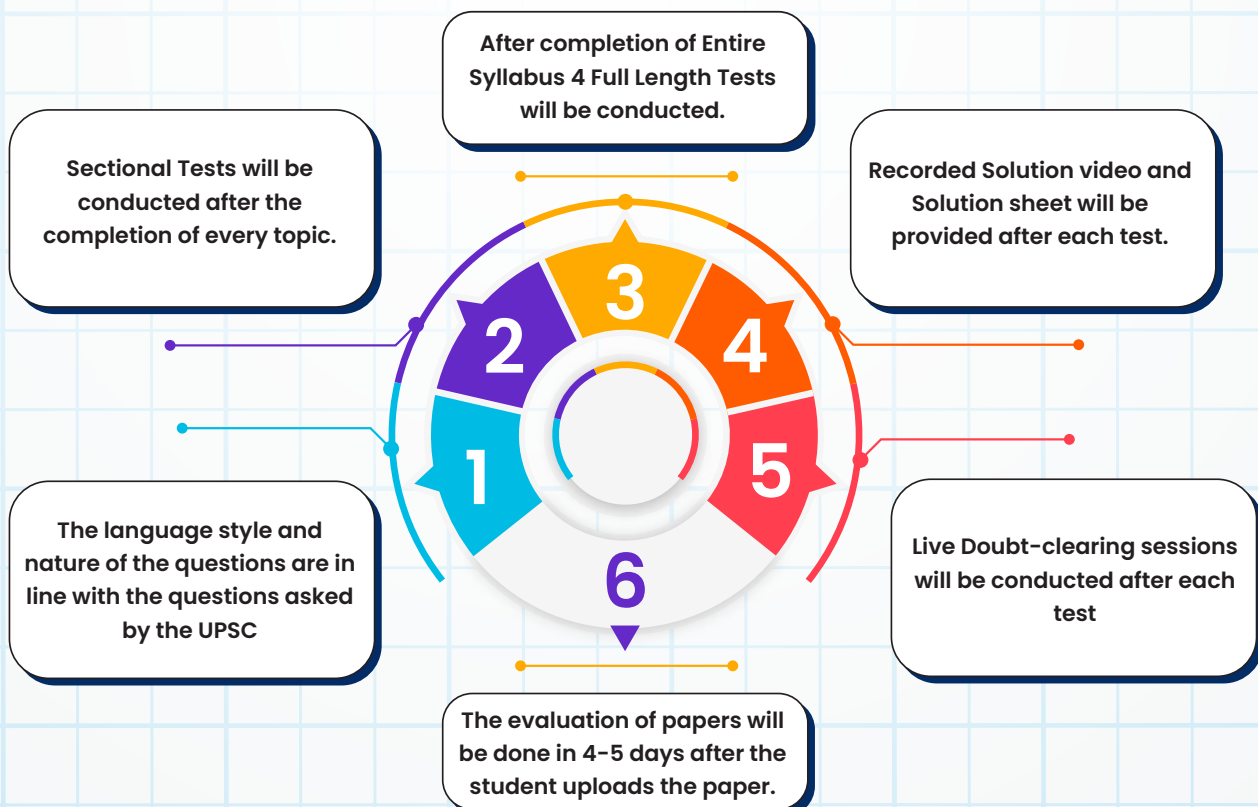 After completion of Entire
Syllabus 4 Full Length Tests
will be conducted.
Sectional Tests will be
conducted after the
completion of every topic.
Recorded Solution video and
Solution sheet will be
provided after each test.
3
2
4
1
5
6
The language style and
nature of the questions are in
line with the questions asked
by the UPSC
Live Doubt-clearing sessions
will be conducted after each
test
The evaluation of papers will
be done in 4-5 days after the
student uploads the paper.